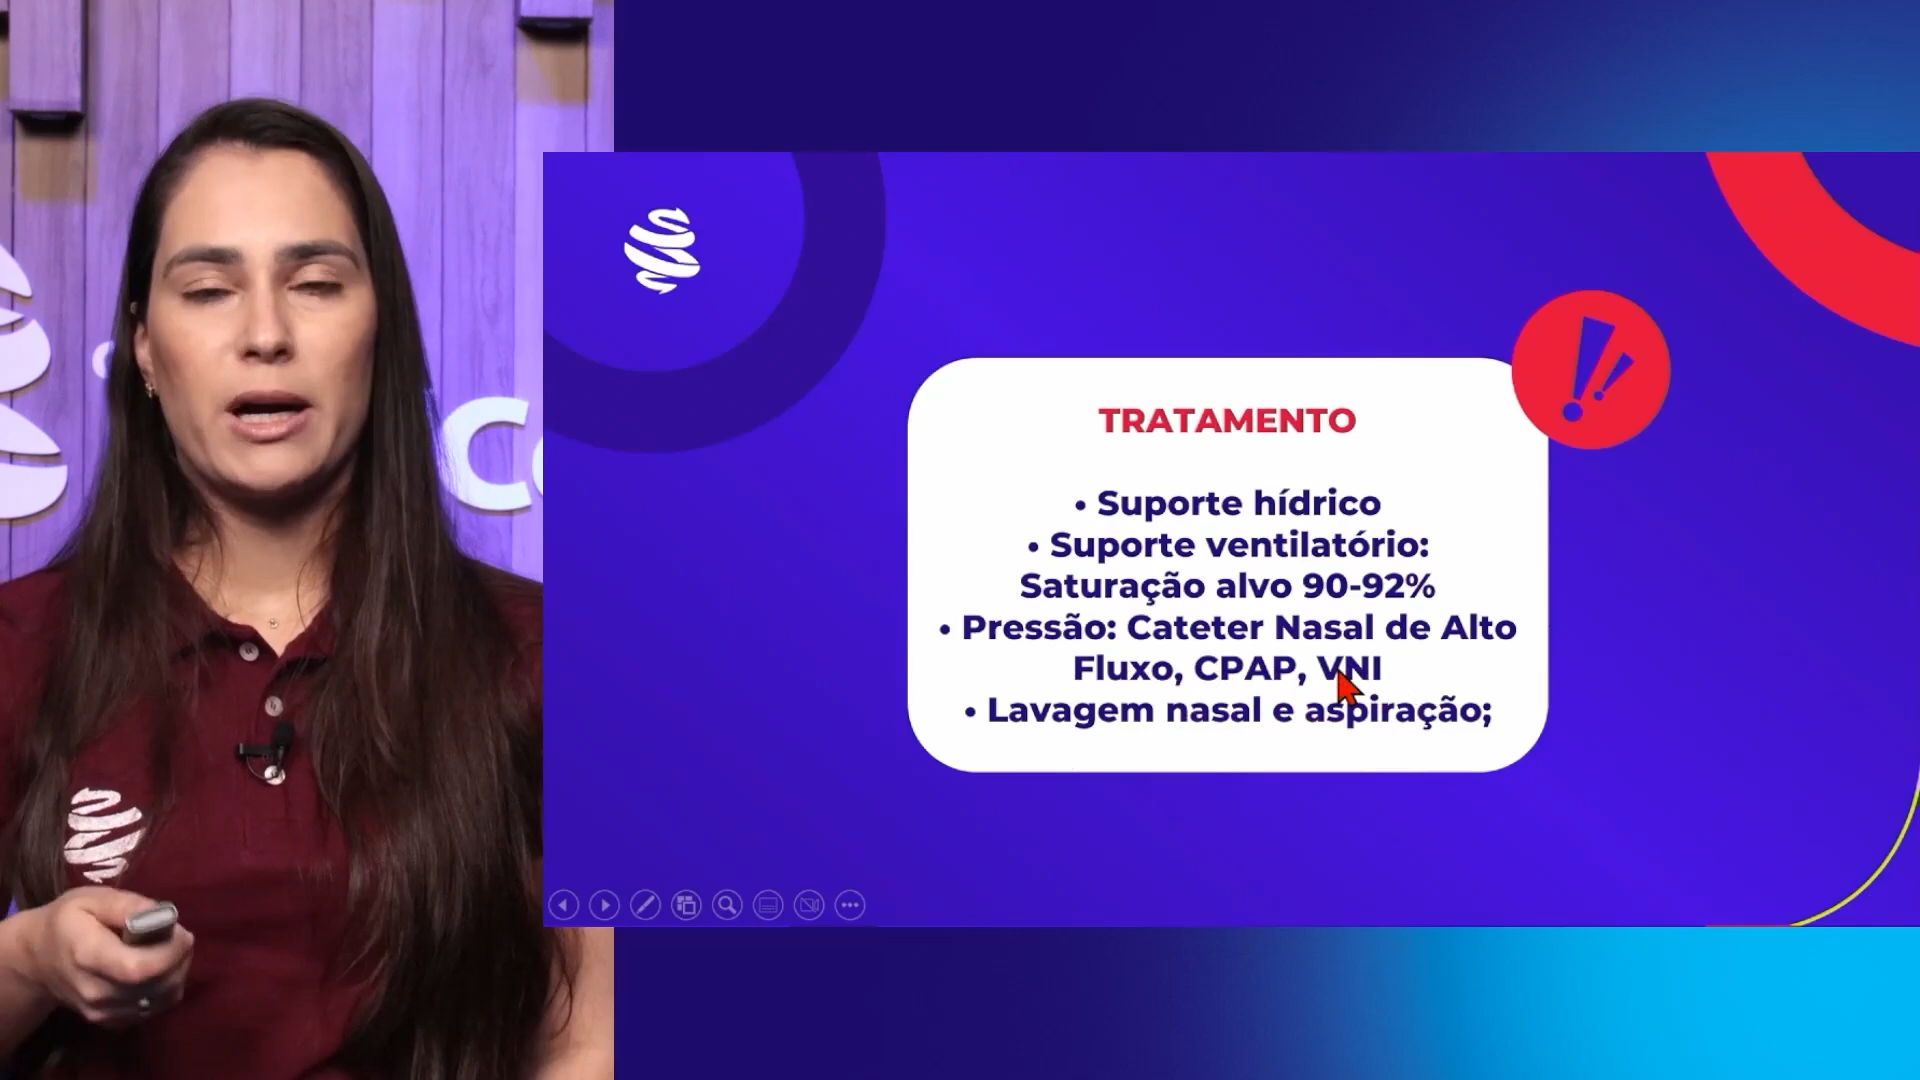 TRATAMENTO
• Suporte hídrico
• Suporte ventilatório:
Saturação alvo 90-92%
• Pressão: Cateter Nasal de Alto
Fluxo, CPAP, VNI
• Lavagem nasal e aspiração;